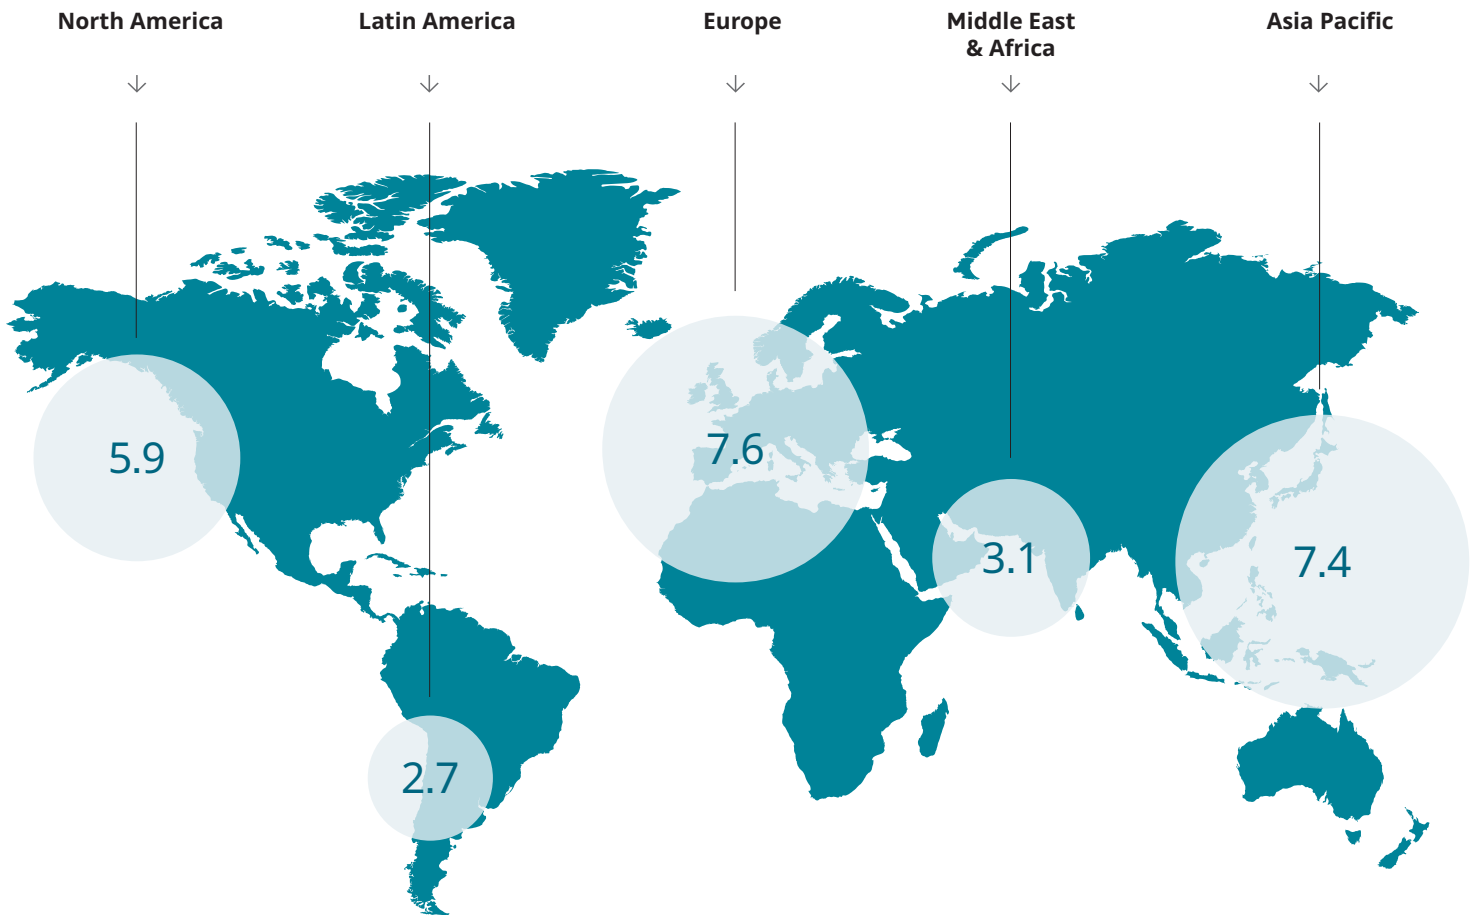 North America
Latin America
Europe
Middle East
& Africa
Asia Pacific
5.9
7.6
3.1
7.4
2.7